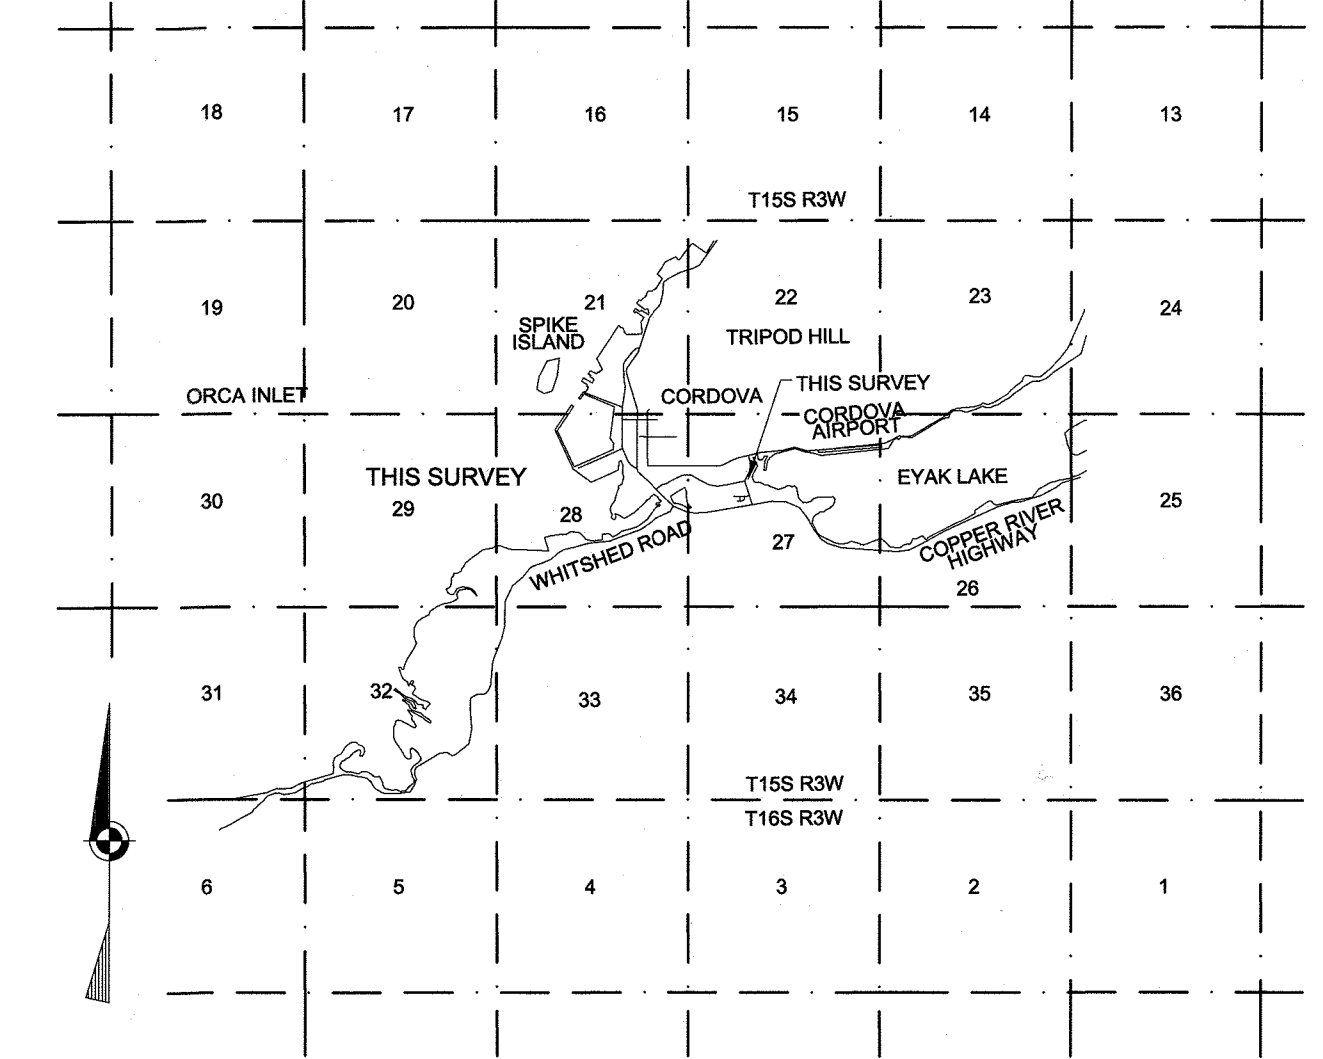 18
17
16
15
14
13
T15S R3W
19
20
21
22
23
24
SPIKE
ISLAND
TRIPOD HILL
THIS SURVEY
ORCA INLET
CORDOVA
CORDOVA
AIRPORT
THIS SURVEY
EYAK LAKE
30
29
28
27
25
WHITSHED ROAD
COPPER RIVER
HIGHWAY
26
31
32
33
34
35
36
T15S R3W
T16S R3W
6
5
4
3
2
1